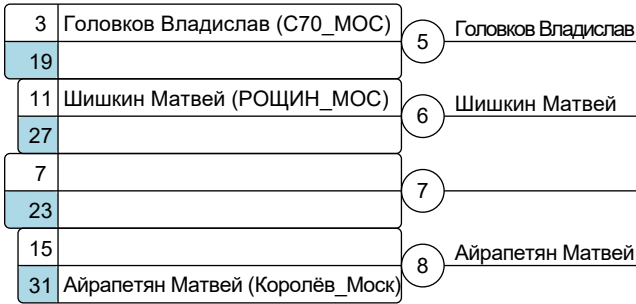 3 Головков Владислав (С70_МОС)
5 Головков Владислав
19
11 Шишкин Матвей (РОЩИН_МОС)
6 Шишкин Матвей
27
7
7
23
15
8 Айрапетян Матвей
31 Айрапетян Матвей (Королёв_Моск)